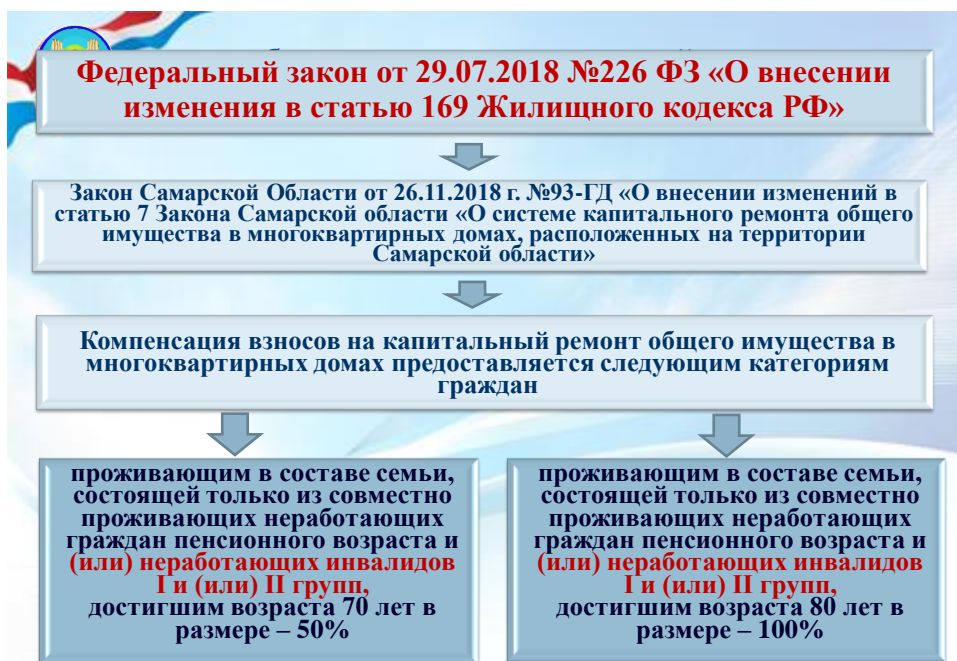 Федеральный закон от 29.07.2018 №226 ФЗ «О внесении
изменения в статью 169 Жилищного кодекса РФ»
Закон Самарской Области от 26.11.2018 г. №93-ГД «О внесении изменений в
статью 7 Закона Самарской области «О системе капитального ремонта общего
имущества в многоквартирных домах, расположенных на территории
Самарской области»
Компенсация взносов на капитальный ремонт общего имущества в
многоквартирных домах предоставляется следующим категориям
граждан
проживающим в составе семьи,
состоящей только из совместно
проживающих неработающих
граждан пенсионного возраста и
(или) неработающих инвалидов
I и (или) II групп,
достигшим возраста 70 лет в
размере – 50%
проживающим в составе семьи,
состоящей только из совместно
проживающих неработающих
граждан пенсионного возраста и
(или) неработающих инвалидов
I и (или) II групп,
достигшим возраста 80 лет в
размере – 100%